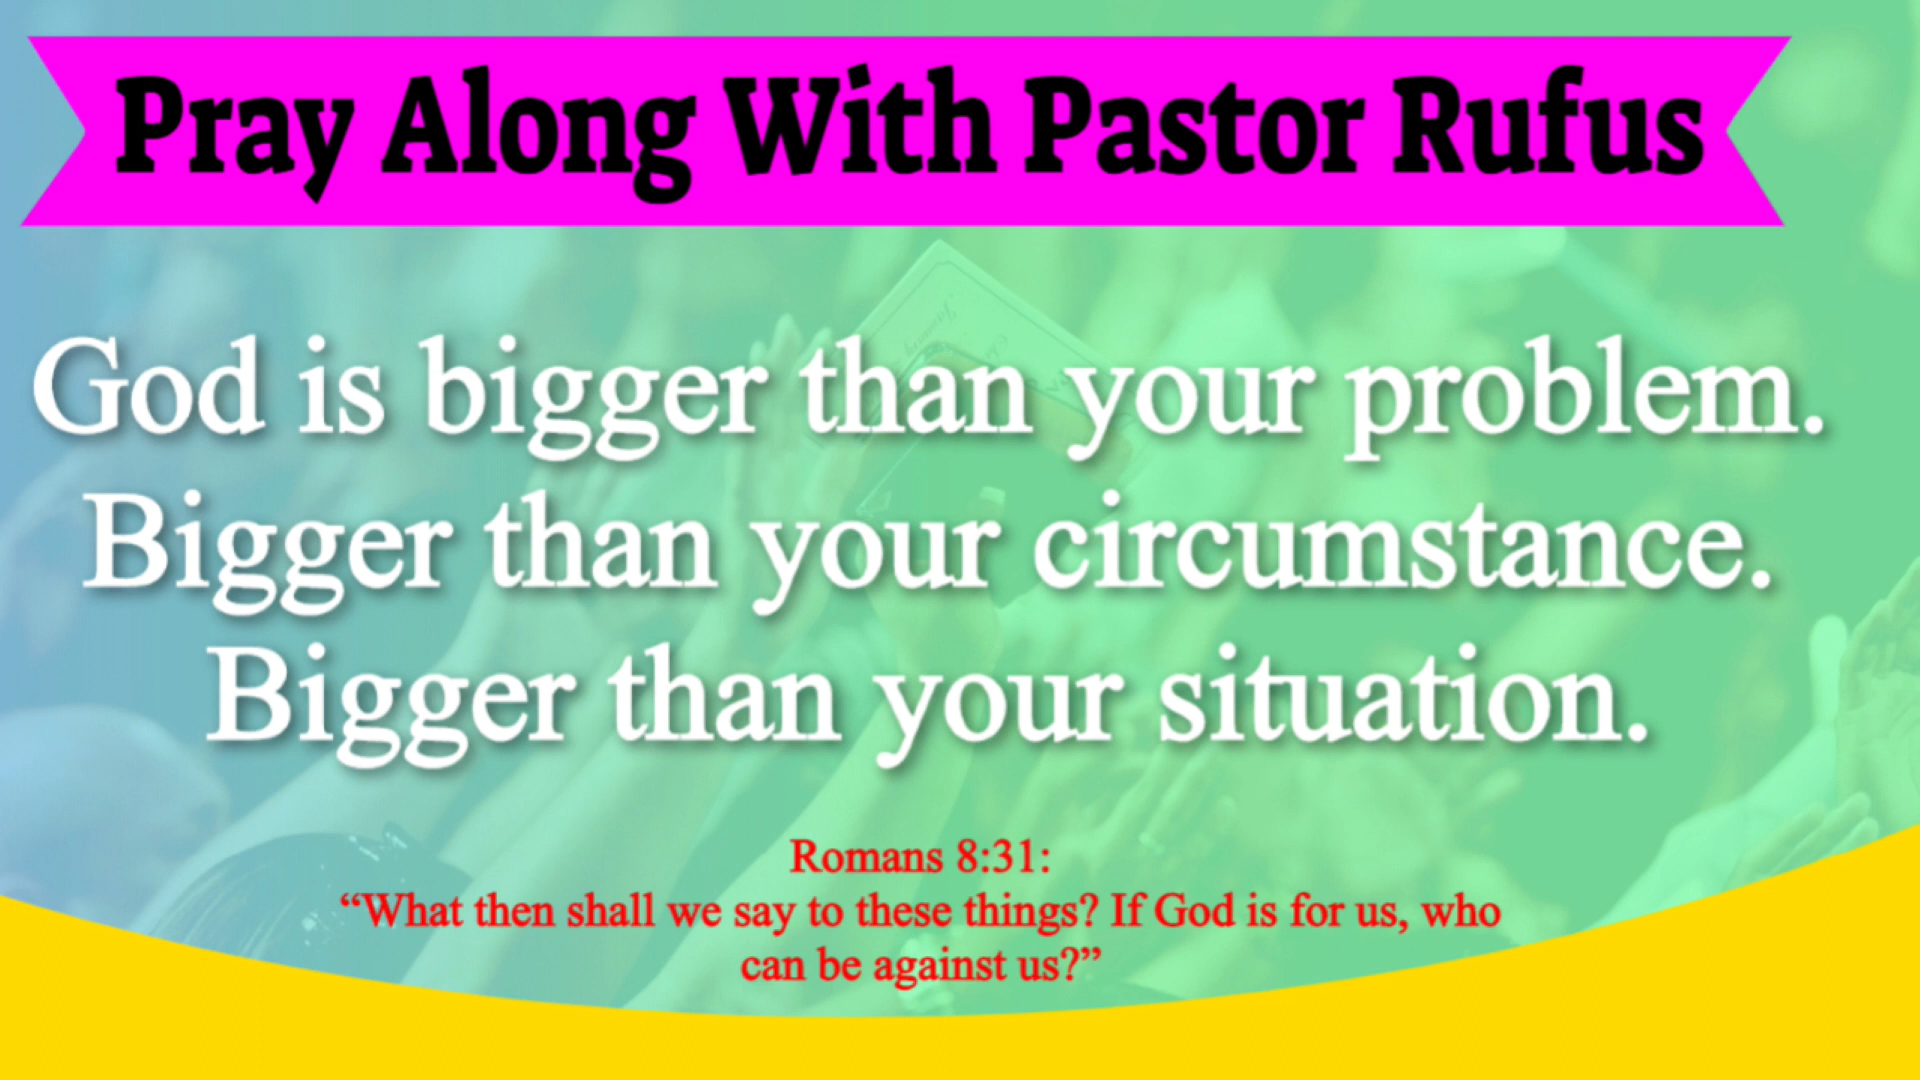 Pray Along With Pastor Rufus
God is bigger than your problem.
Bigger than your circumstance.
Bigger than your situation.
Romans 8:31:
“What then shall we say to these things? If God is for us, who
can be against us?”